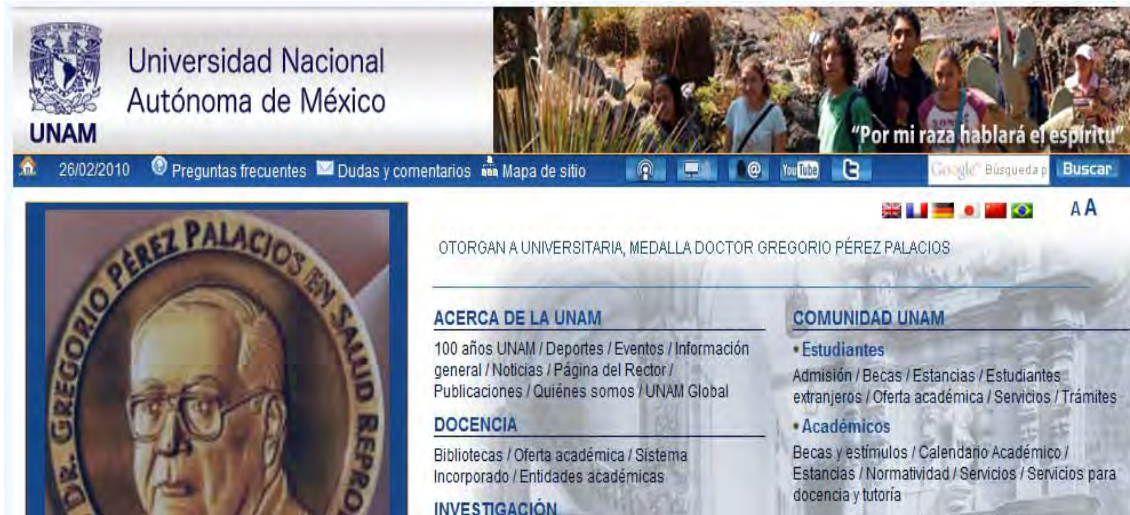 Universidad Nacional
Autónoma de México
UNAM
"Por mi raza hablará el espíritu"
26/02/2010 Preguntas frecuentes Dudas y comentarios Mapa de sitio @ You Tube t Google Búsqueda p Buscar
A A
DR. GREGORIO PÉREZ PALACIOS EN SALUD REPRO
OTORGAN A UNIVERSITARIA, MEDALLA DOCTOR GREGORIO PÉREZ PALACIOS
ACERCA DE LA UNAM
100 años UNAM / Deportes / Eventos / Información
general / Noticias / Página del Rector /
Publicaciones / Quiénes somos / UNAM Global
DOCENCIA
Bibliotecas / Oferta académica / Sistema
Incorporado / Entidades académicas
INVESTIGACIÓN
COMUNIDAD UNAM
• Estudiantes
Admisión / Becas / Estancias / Estudiantes
extranjeros / Oferta académica / Servicios / Trámites
• Académicos
Becas y estímulos / Calendario Académico /
Estancias / Normatividad / Servicios / Servicios para
docencia y tutoría